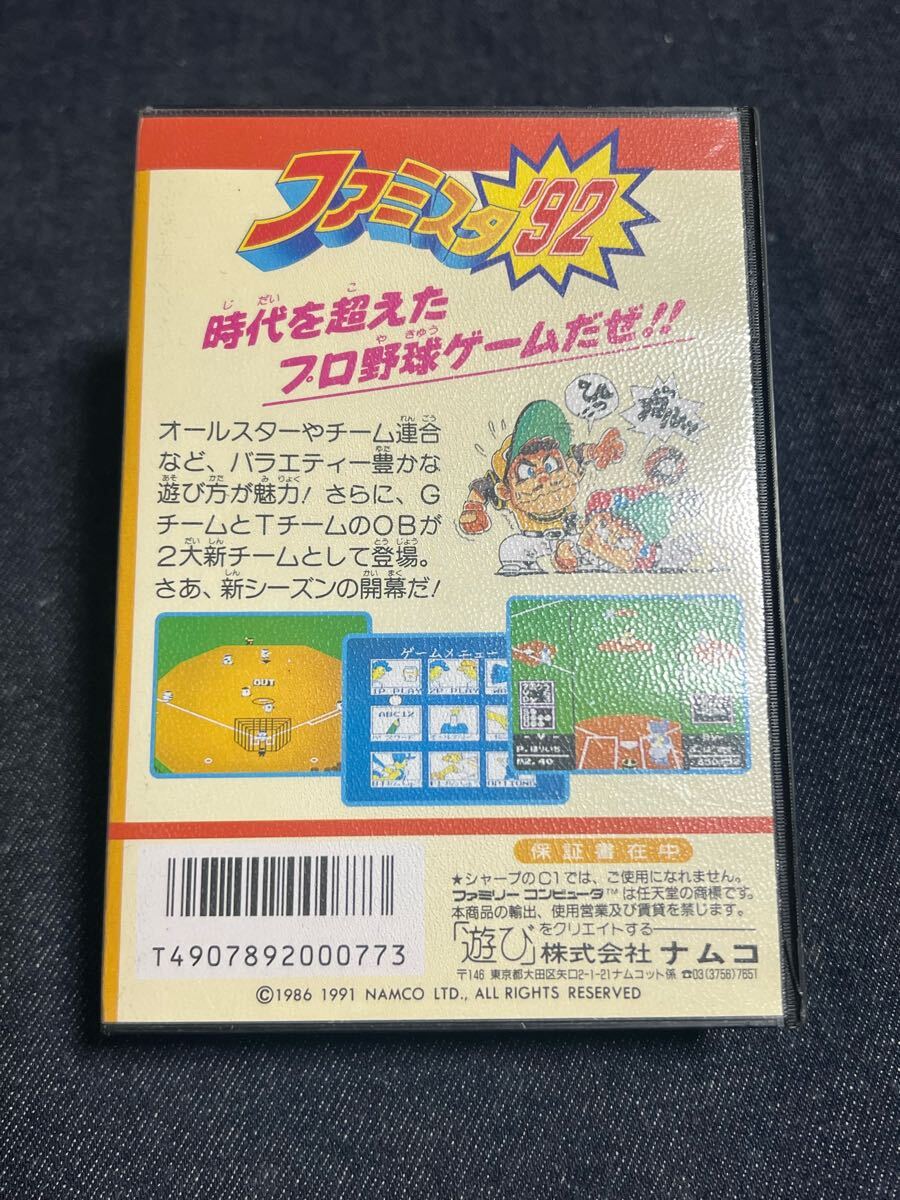 ファミスタ'92
時代を超えた
プロ野球ゲームだぜ!!
オールスターやチーム連合
など、バラエティー豊かな
遊び方が魅力! さらに、G
チームとTチームのOBが
2大新チームとして登場。
さあ、新シーズンの開幕だ!
OUT
ゲームメニュー
1P. PLAY
2P. PLAY
P.ほりいち
保証書在中
★シャープのC1では、ご使用になれません。
ファミリーコンピュータ™は任天堂の商標です。
本商品の輸出、使用営業及び賃貸を禁じます。
「遊び」をクリエイトする
株式会社ナムコ
〒146 東京都大田区矢口2-1-21ナムコット係 ☎03(3756)7651
T4907892000773
©1986 1991 NAMCO LTD., ALL RIGHTS RESERVED